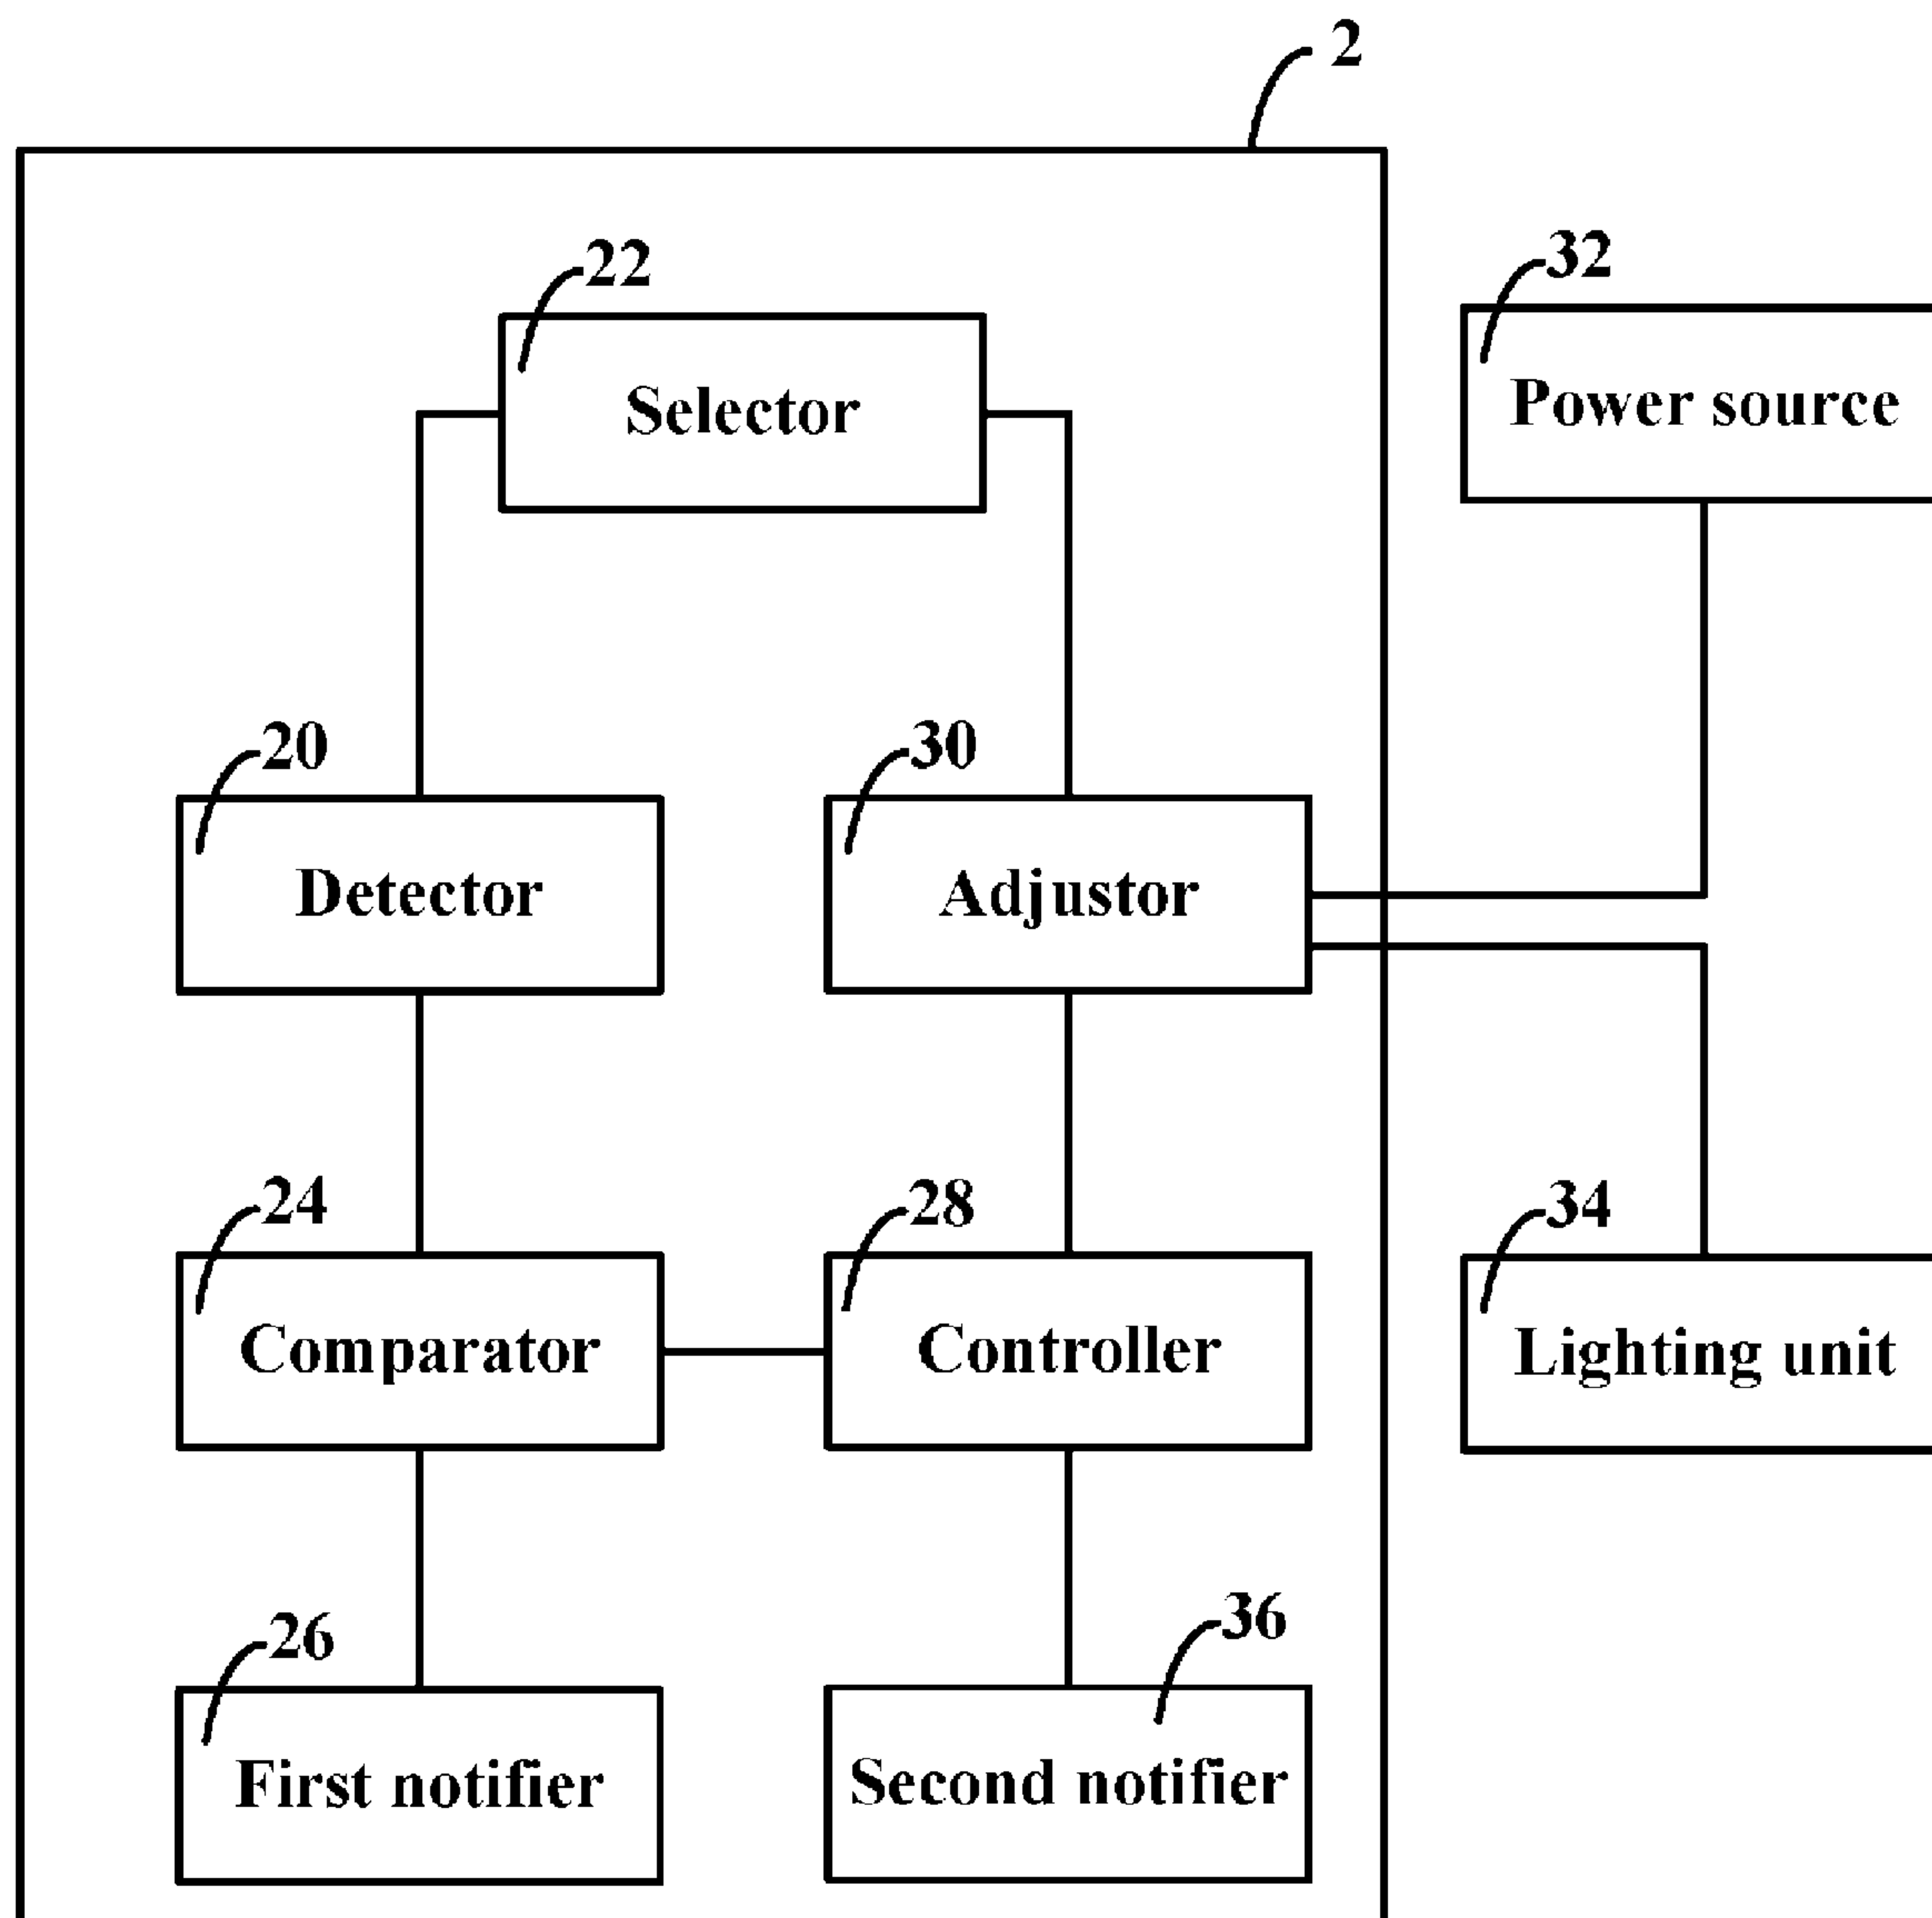 2
22
Selector
32
Power source
20
Detector
30
Adjustor
24
Comparator
28
Controller
34
Lighting unit
26
First notifier
36
Second notifier